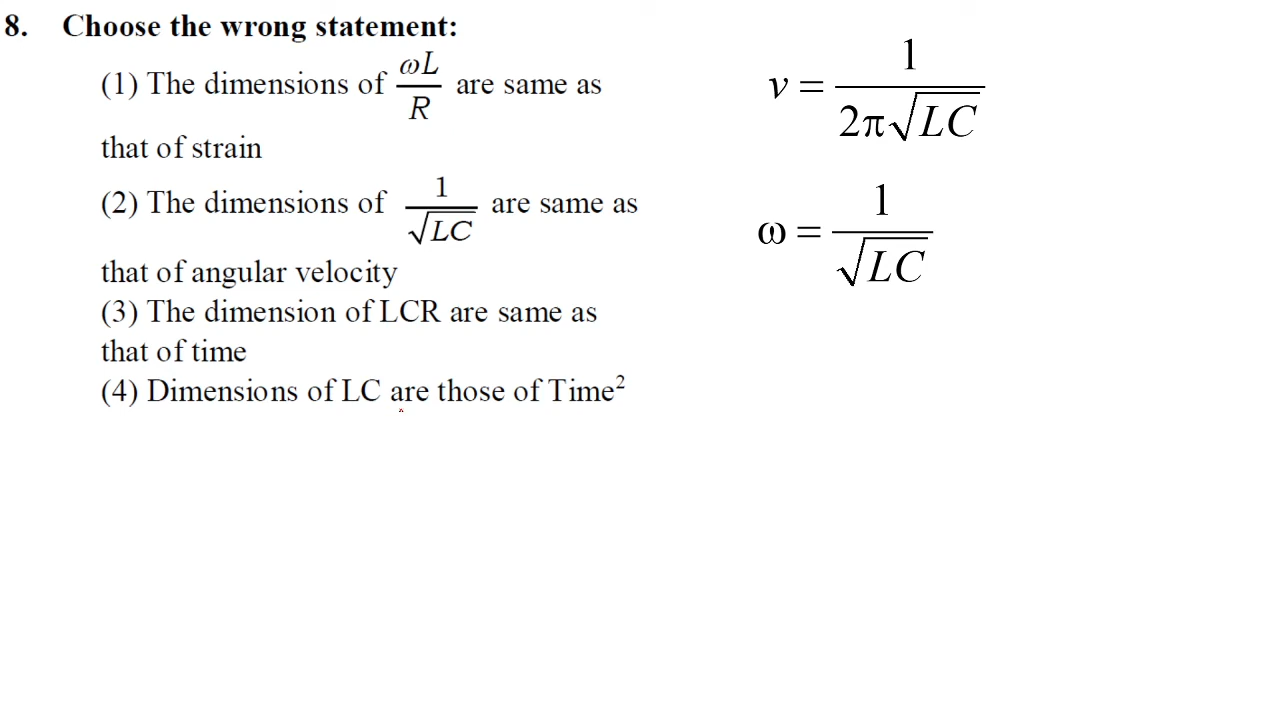 8. Choose the wrong statement:
(1) The dimensions of ωL/R are same as
that of strain
(2) The dimensions of 1/√LC are same as
that of angular velocity
(3) The dimension of LCR are same as
that of time
(4) Dimensions of LC are those of Time²
v = 1/2π√LC
ω = 1/√LC